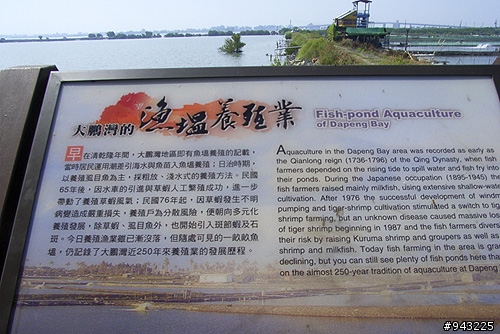 大鵬灣的漁塭養殖業
Fish-pond Aquaculture
of Dapeng Bay
早在清乾隆年間，大鵬灣地區即有魚塭養殖的記載，
當時居民運用潮差引海水與魚苗入魚塭養殖；日治時期，
以養殖風目魚為主，採粗放、淺水式的養殖方法。民國
65年後，因水車的引進與草蝦人工繁殖成功，進一步
帶動了養殖草蝦風氣；民國76年起，因草蝦發生不明
病變造成嚴重損失，養殖戶為分散風險，便朝向多元化
養殖發展，除草蝦、虱目魚外，也開始引入斑節蝦及石
斑。今日養殖漁業雖已漸沒落，但隨處可見的一畝畝魚
塭，仍記錄了大鵬灣近250年來養殖業的發展歷程。
Aquaculture in the Dapeng Bay area was recorded as early as
the Qianlong reign (1736-1796) of the Qing Dynasty, when fish
farmers depended on the rising tide to spill water and fish fry into
their ponds. During the Japanese occupation (1895-1945) the
fish farmers raised mainly milkfish, using extensive shallow-water
cultivation. After 1976 the successful development of
pumping and tiger-shrimp cultivation stimulated a switch to
shrimp farming, but an unknown disease caused massive
of tiger shrimp beginning in 1987 and the fish farmers
their risk by raising Kuruma shrimp and groupers as well as
shrimp and milkfish. Today fish farming in the area is
declining, but you can still see plenty of fish ponds here
on the almost 250-year tradition of aquaculture at Dapeng
#943225